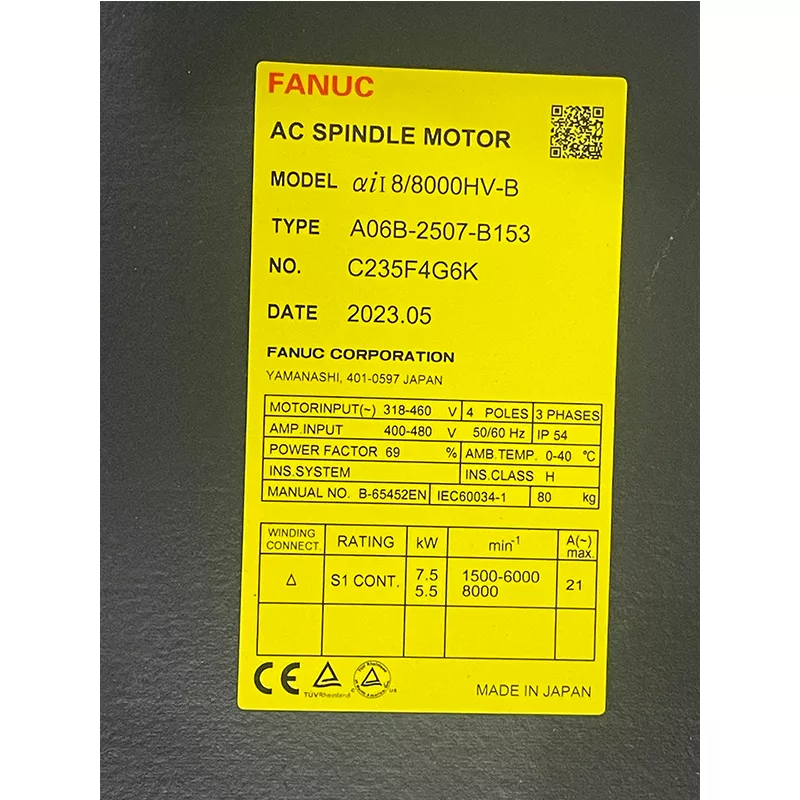 FANUC
AC SPINDLE MOTOR
MODEL αiI 8/8000HV-B
TYPE A06B-2507-B153
NO. C235F4G6K
DATE 2023.05
FANUC CORPORATION
YAMANASHI, 401-0597 JAPAN
MOTORINPUT(~) 318-460 V 4 POLES 3 PHASES
AMP.INPUT 400-480 V 50/60 Hz IP 54
POWER FACTOR 69 % AMB.TEMP. 0-40 ℃
INS.SYSTEM INS.CLASS H
MANUAL NO. B-65452EN IEC60034-1 80 kg
WINDING CONNECT. RATING kW min-1 A(~) max.
Δ S1 CONT. 7.5 1500-6000 21
5.5 8000
CE TÜVRheinland
MADE IN JAPAN